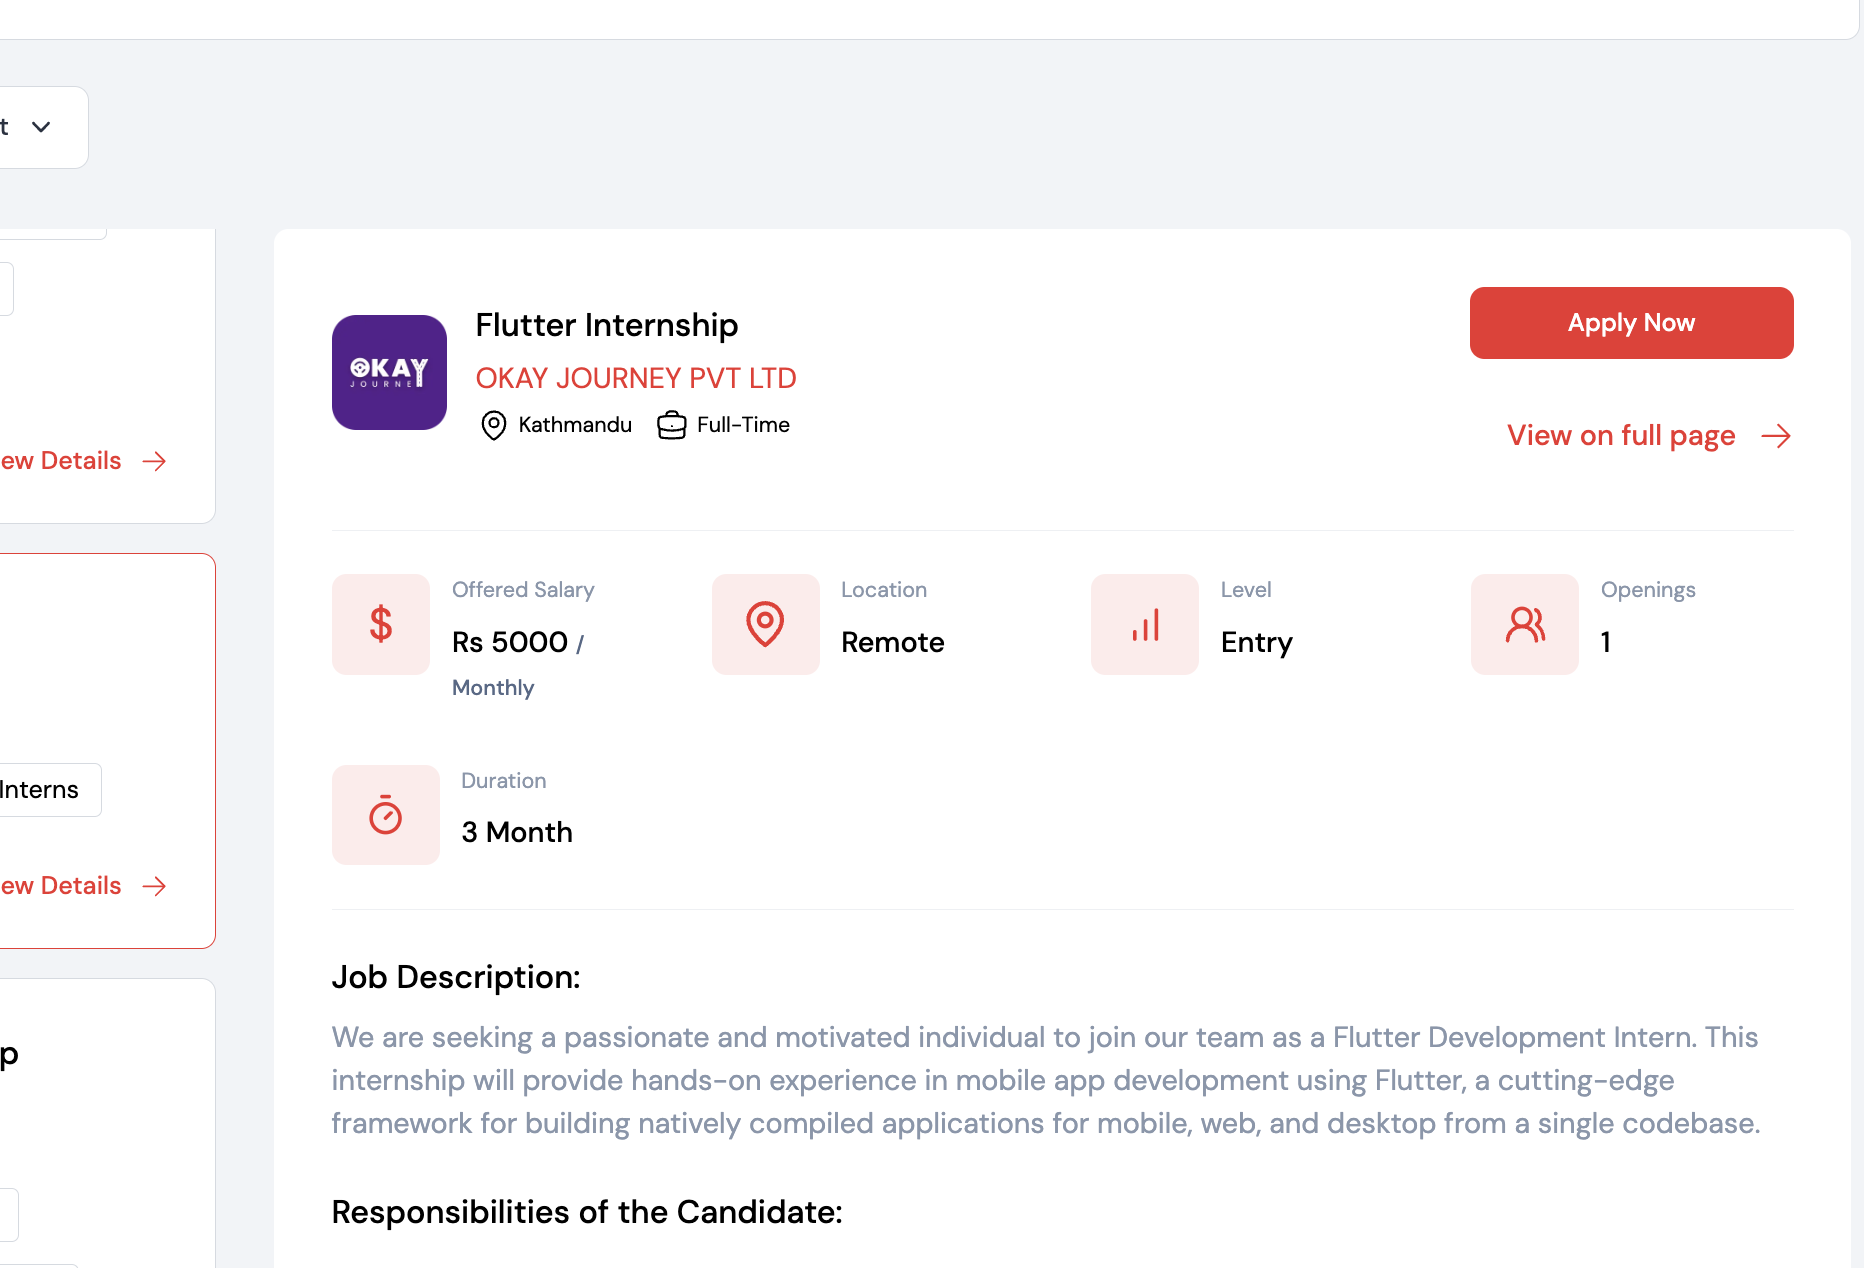 t
ew Details
Interns
ew Details
p
OKAY
JOURNE
Flutter Internship
OKAY JOURNEY PVT LTD
Kathmandu Full-Time
Apply Now
View on full page
Offered Salary
Rs 5000 /
Monthly
Location
Remote
Level
Entry
Openings
1
Duration
3 Month
Job Description:
We are seeking a passionate and motivated individual to join our team as a Flutter Development Intern. This
internship will provide hands-on experience in mobile app development using Flutter, a cutting-edge
framework for building natively compiled applications for mobile, web, and desktop from a single codebase.
Responsibilities of the Candidate: